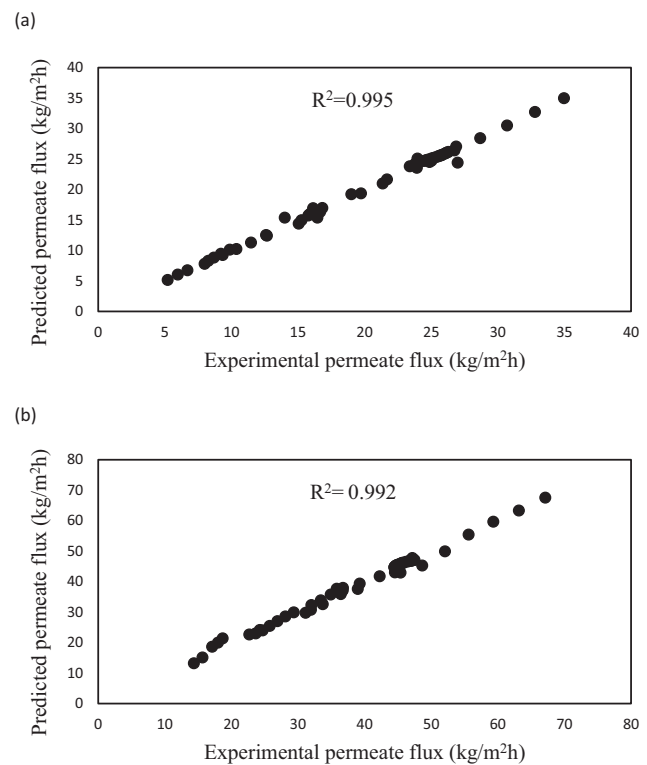 (a)
Predicted permeate flux (kg/m²h)
40
35
30
25
20
15
10
5
0
R²=0.995
0 5 10 15 20 25 30 35 40
Experimental permeate flux (kg/m²h)
(b)
Predicted permeate flux (kg/m²h)
80
70
60
50
40
30
20
10
0
R²= 0.992
0 10 20 30 40 50 60 70 80
Experimental permeate flux (kg/m²h)